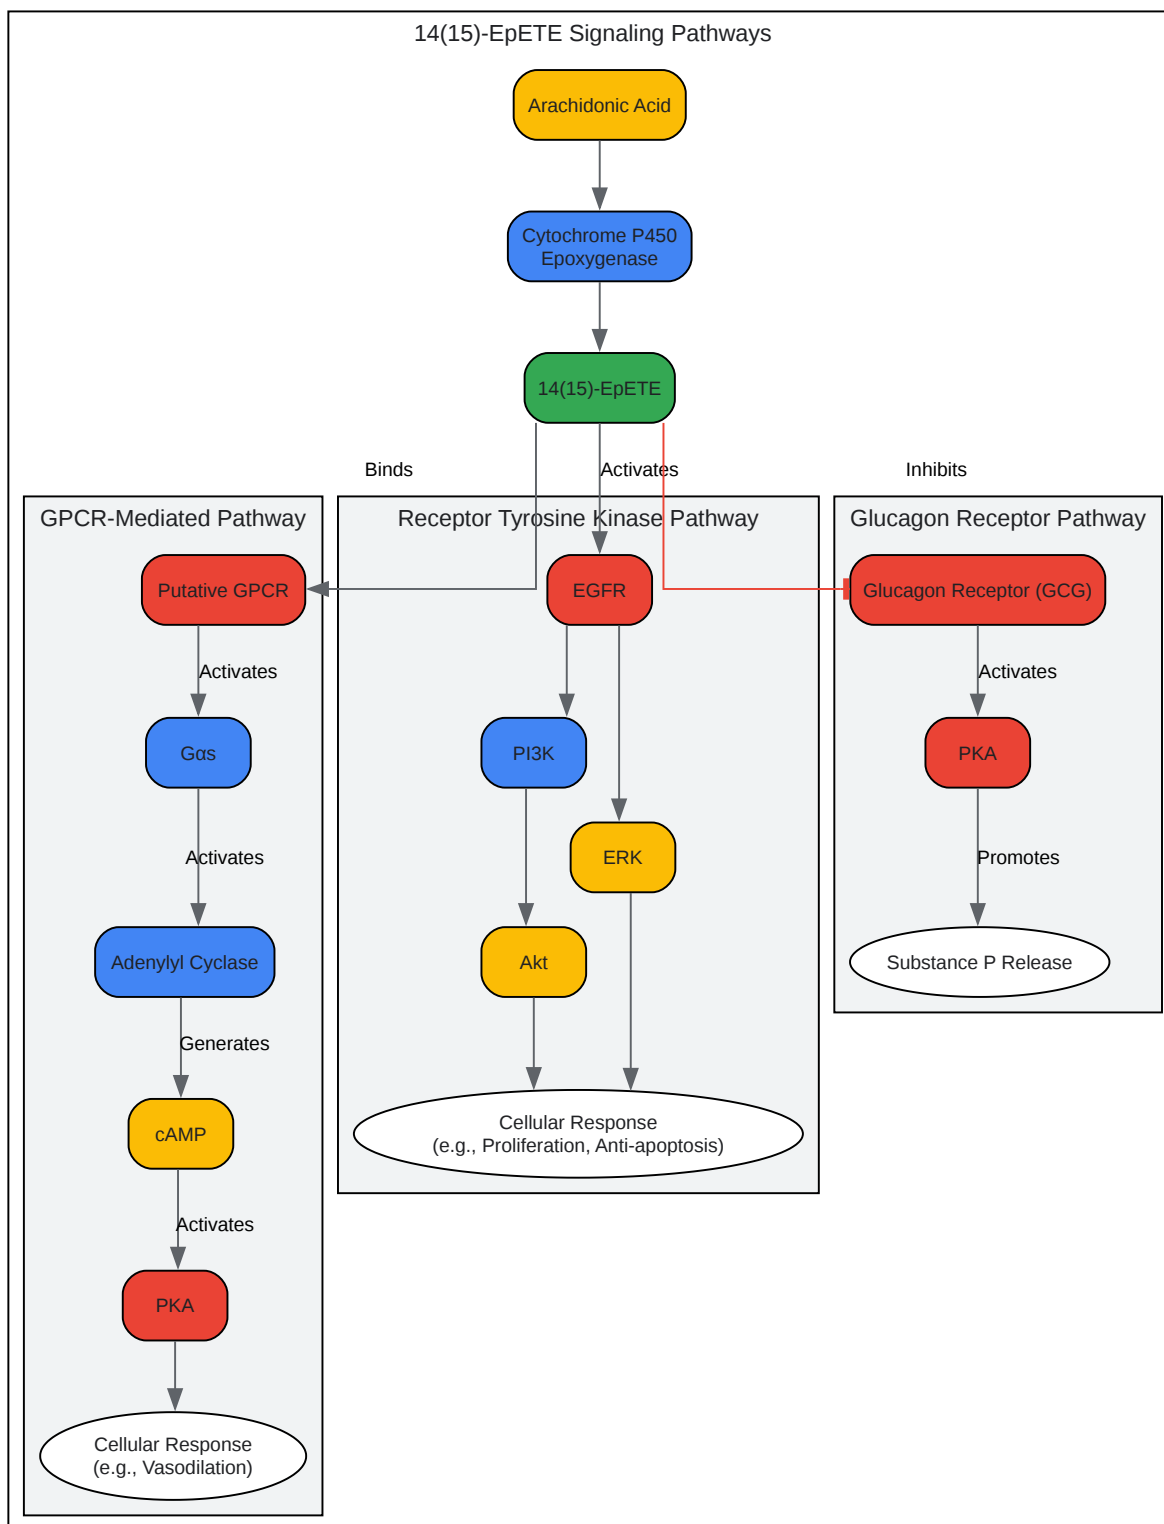 14(15)-EpETE Signaling Pathways
Arachidonic Acid
Cytochrome P450
Epoxygenase
14(15)-EpETE
Binds
Activates
Inhibits
GPCR-Mediated Pathway
Putative GPCR
Activates
Gαs
Activates
Adenylyl Cyclase
Generates
cAMP
Activates
PKA
Cellular Response
(e.g., Vasodilation)
Receptor Tyrosine Kinase Pathway
EGFR
PI3K
ERK
Akt
Cellular Response
(e.g., Proliferation, Anti-apoptosis)
Glucagon Receptor Pathway
Glucagon Receptor (GCG)
Activates
PKA
Promotes
Substance P Release